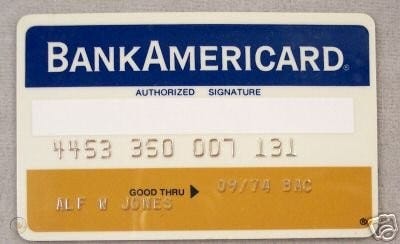 BANKAMERICARD®
AUTHORIZED SIGNATURE
4453 350 007 131
GOOD THRU ▶ 09/74 BAC
ALF W JONES
®